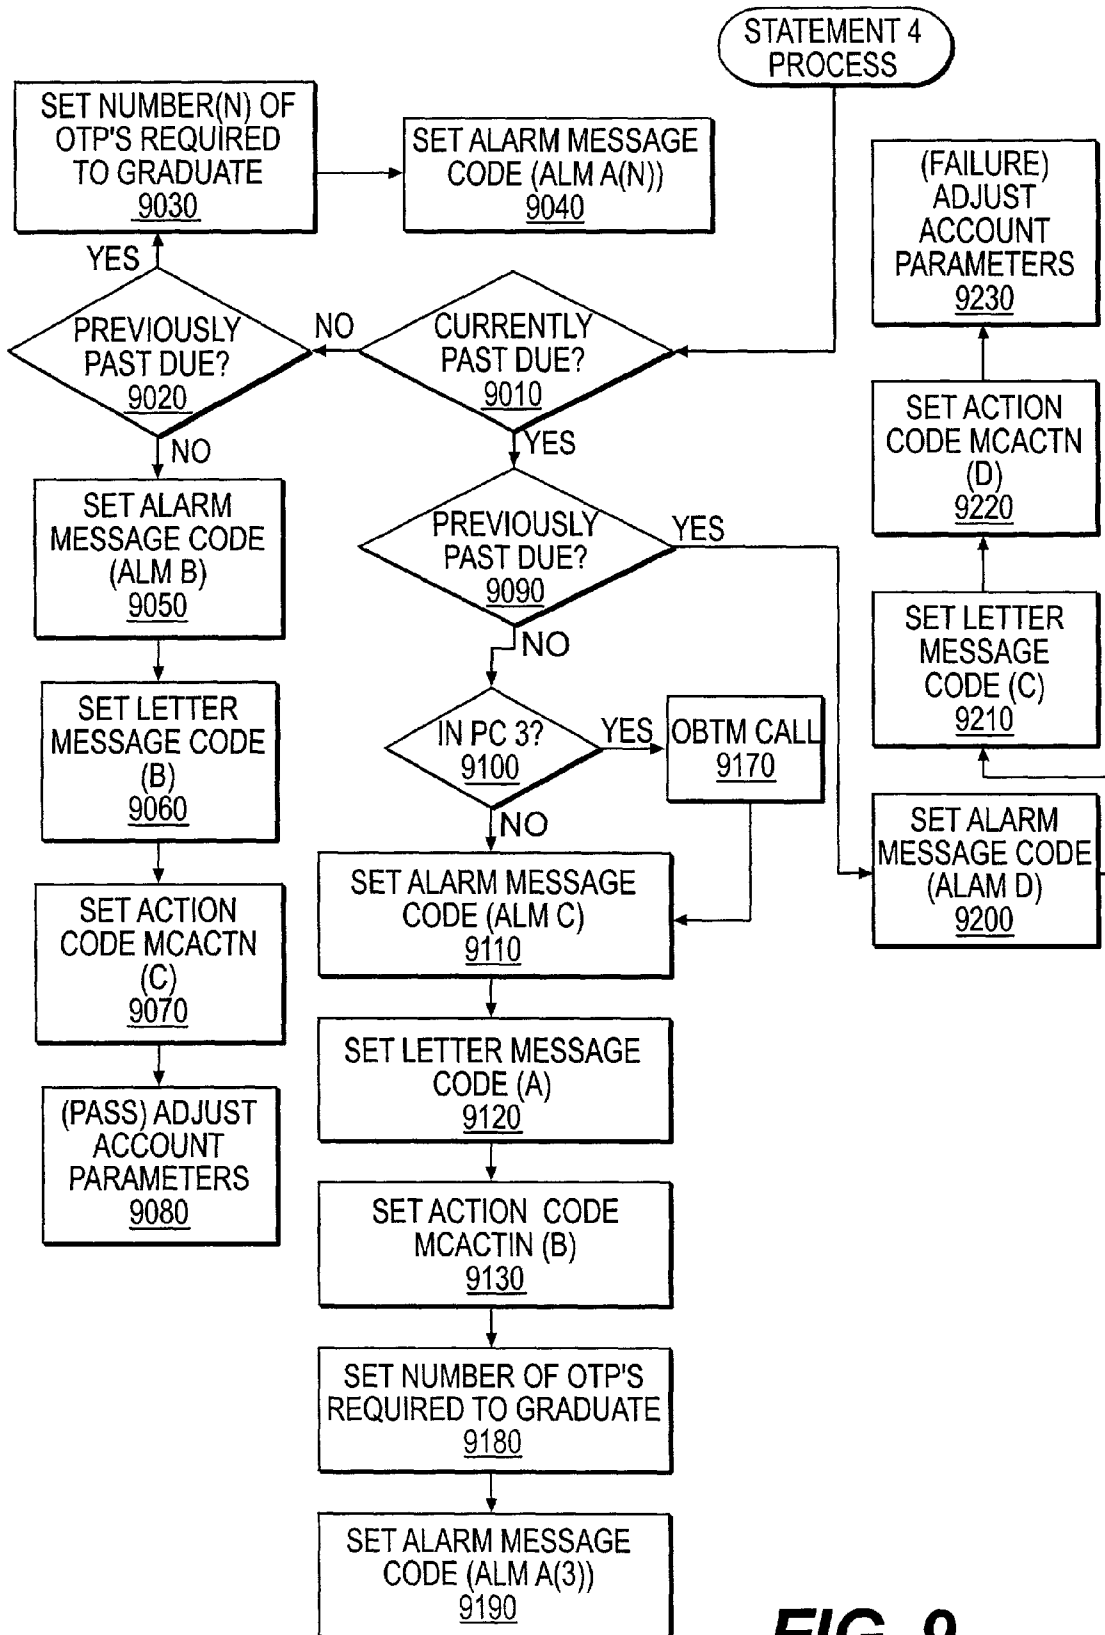 STATEMENT 4
PROCESS
SET NUMBER(N) OF
OTP'S REQUIRED
TO GRADUATE
9030
SET ALARM MESSAGE
CODE (ALM A(N))
9040
(FAILURE)
ADJUST
ACCOUNT
PARAMETERS
9230
YES
PREVIOUSLY
PAST DUE?
9020
NO
CURRENTLY
PAST DUE?
9010
NO
YES
SET ACTION
CODE MCACTN
(D)
9220
SET ALARM
MESSAGE CODE
(ALM B)
9050
PREVIOUSLY
PAST DUE?
9090
YES
NO
SET LETTER
MESSAGE
CODE (C)
9210
SET LETTER
MESSAGE CODE
(B)
9060
IN PC 3?
9100
YES
OBTM CALL
9170
NO
SET ALARM
MESSAGE CODE
(ALAM D)
9200
SET ACTION
CODE MCACTN
(C)
9070
SET ALARM MESSAGE
CODE (ALM C)
9110
SET LETTER MESSAGE
CODE (A)
9120
(PASS) ADJUST
ACCOUNT
PARAMETERS
9080
SET ACTION CODE
MCACTIN (B)
9130
SET NUMBER OF OTP'S
REQUIRED TO GRADUATE
9180
SET ALARM MESSAGE
CODE (ALM A(3))
9190
FIG. 9